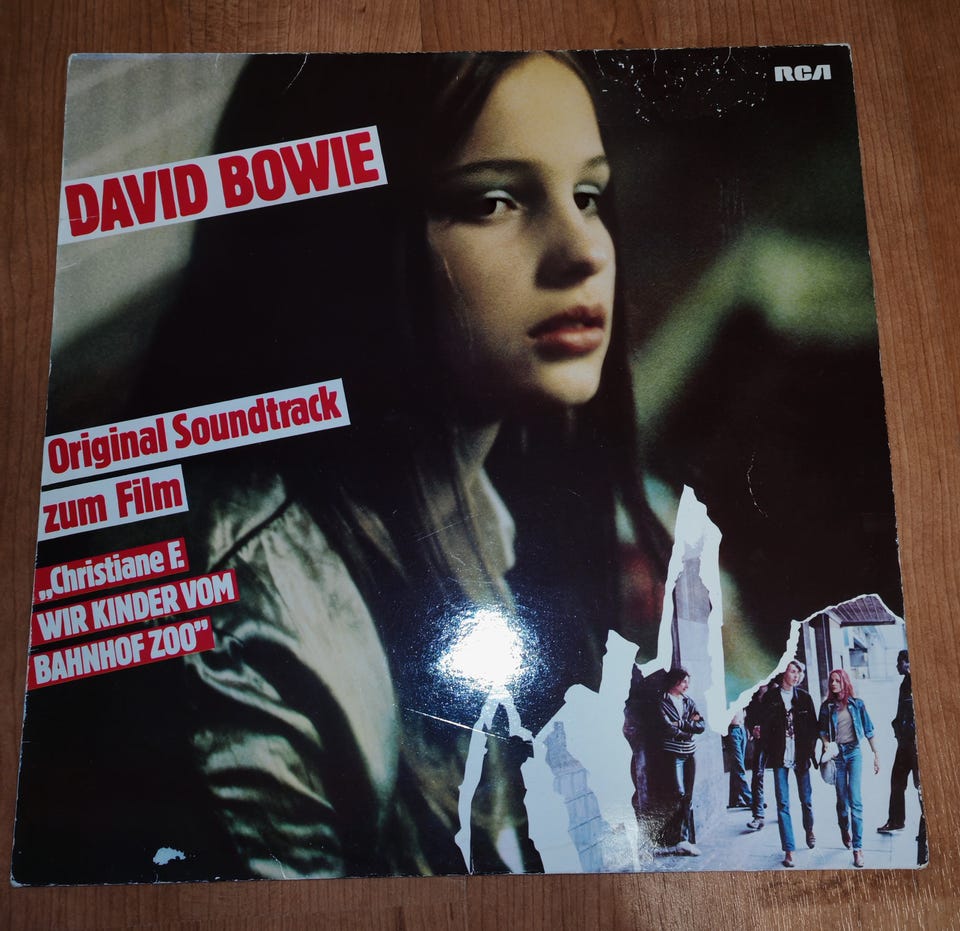 RCA
DAVID BOWIE
Original Soundtrack
zum Film
„Christiane F.
WIR KINDER VOM
BAHNHOF ZOO”